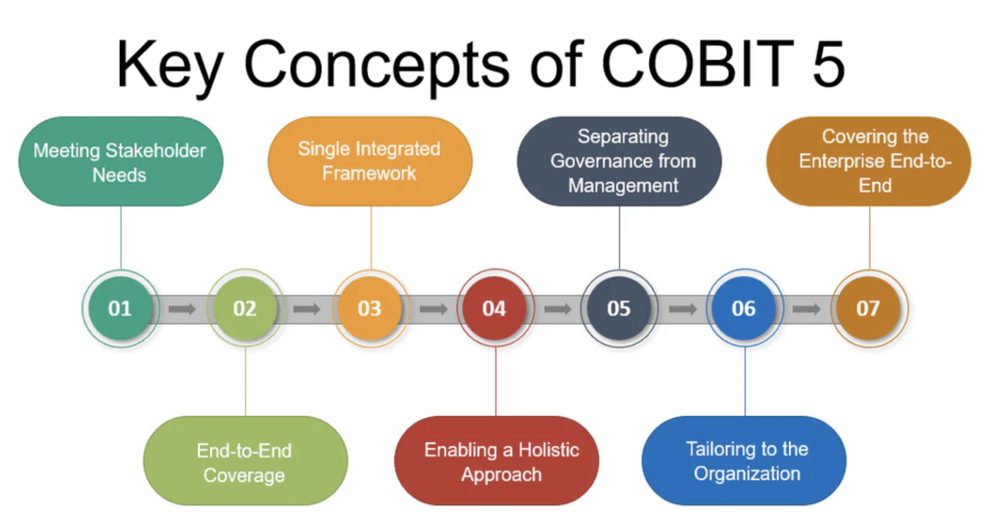 Key Concepts of COBIT 5
Meeting Stakeholder
Needs
Single Integrated
Framework
Separating
Governance from
Management
Covering the
Enterprise End-to-
End
01
02
03
04
05
06
07
End-to-End
Coverage
Enabling a Holistic
Approach
Tailoring to the
Organization